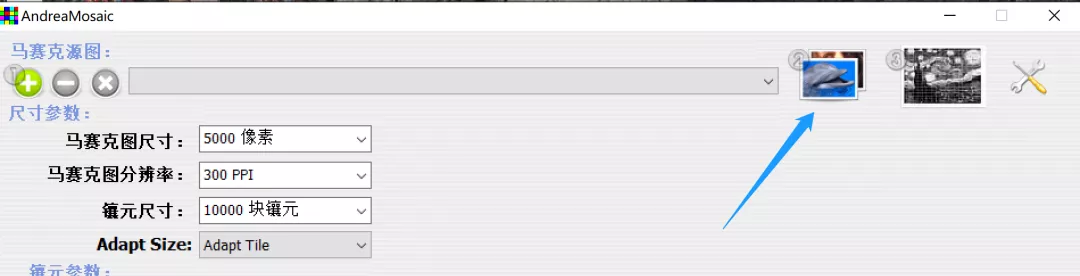 AndreaMosaic
马赛克源图：
①
②
③
尺寸参数：
马赛克图尺寸： 5000 像素
马赛克图分辨率： 300 PPI
镶元尺寸： 10000 块镶元
Adapt Size: Adapt Tile
镶元参数：